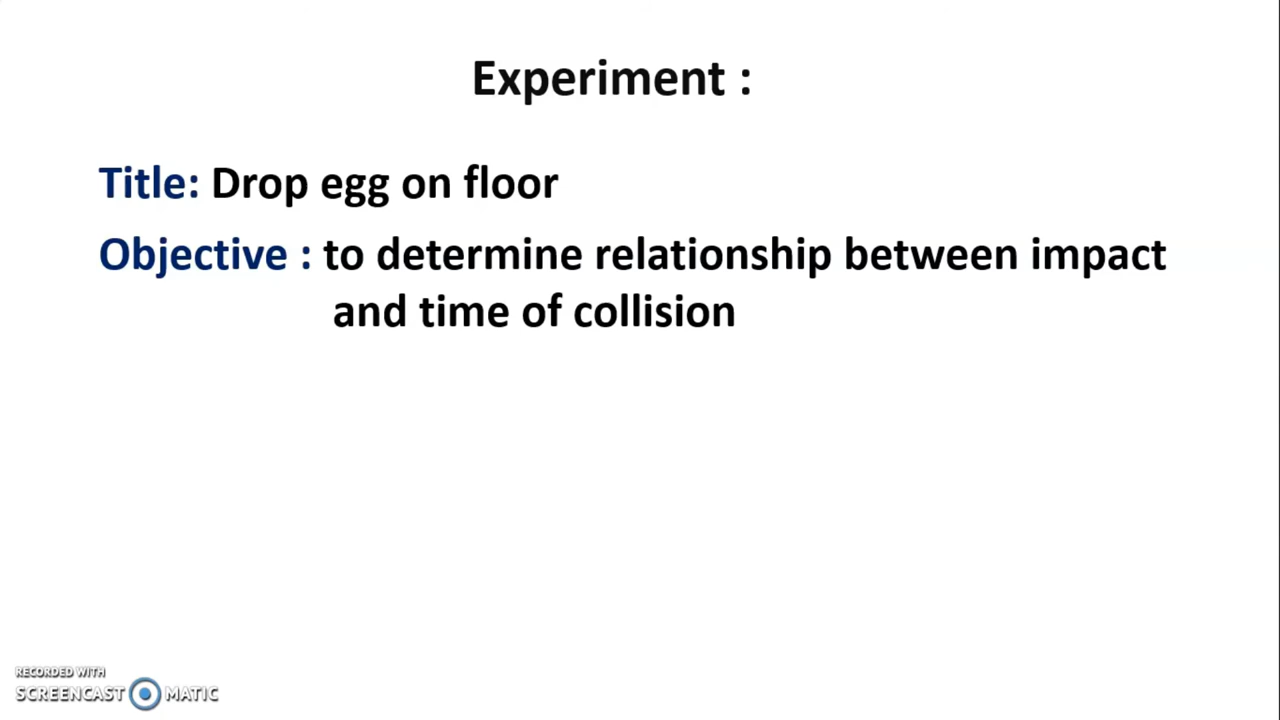 Experiment :
Title: Drop egg on floor
Objective : to determine relationship between impact
and time of collision
RECORDED WITH
SCREENCAST MATIC